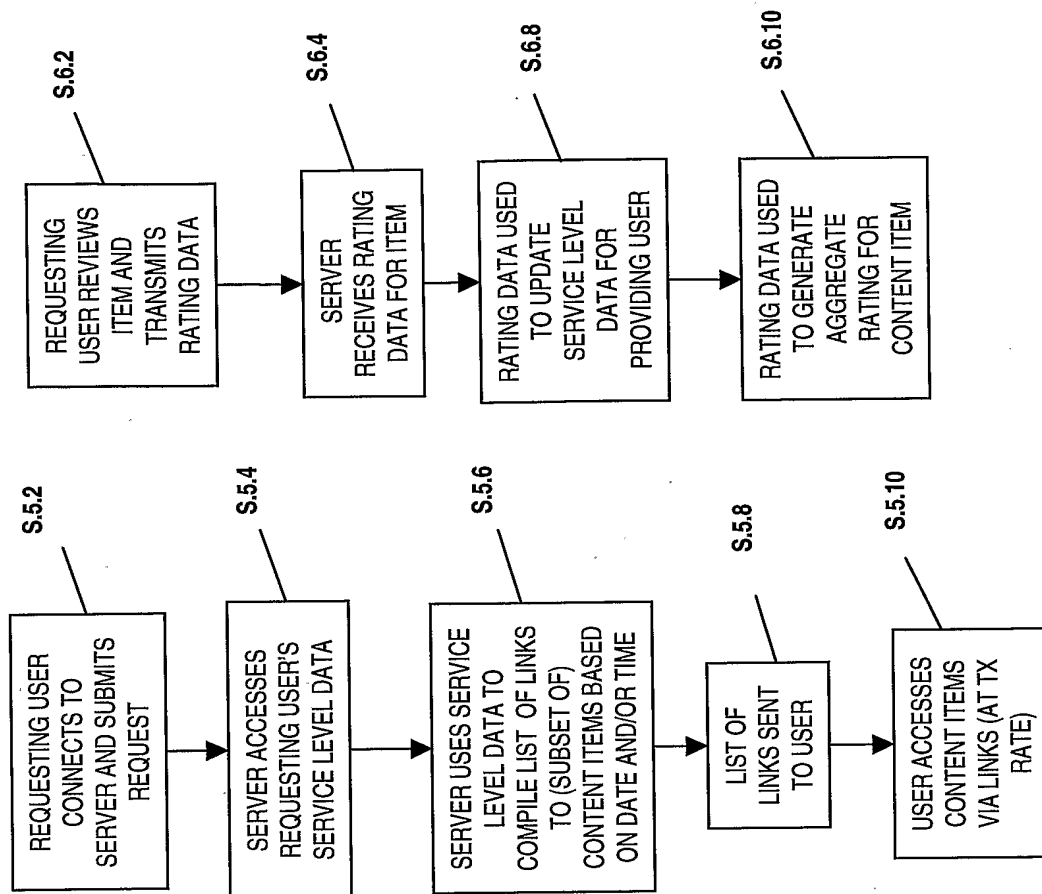 S.5.2
REQUESTING USER
CONNECTS TO
SERVER AND SUBMITS
REQUEST
S.5.4
SERVER ACCESSES
REQUESTING USER'S
SERVICE LEVEL DATA
S.5.6
SERVER USES SERVICE
LEVEL DATA TO
COMPILE LIST OF LINKS
TO (SUBSET OF)
CONTENT ITEMS BASED
ON DATE AND/OR TIME
S.5.8
LIST OF
LINKS SENT
TO USER
S.5.10
USER ACCESSES
CONTENT ITEMS
VIA LINKS (AT TX
RATE)
S.6.2
REQUESTING
USER REVIEWS
ITEM AND
TRANSMITS
RATING DATA
S.6.4
SERVER
RECEIVES RATING
DATA FOR ITEM
S.6.8
RATING DATA USED
TO UPDATE
SERVICE LEVEL
DATA FOR
PROVIDING USER
S.6.10
RATING DATA USED
TO GENERATE
AGGREGATE
RATING FOR
CONTENT ITEM